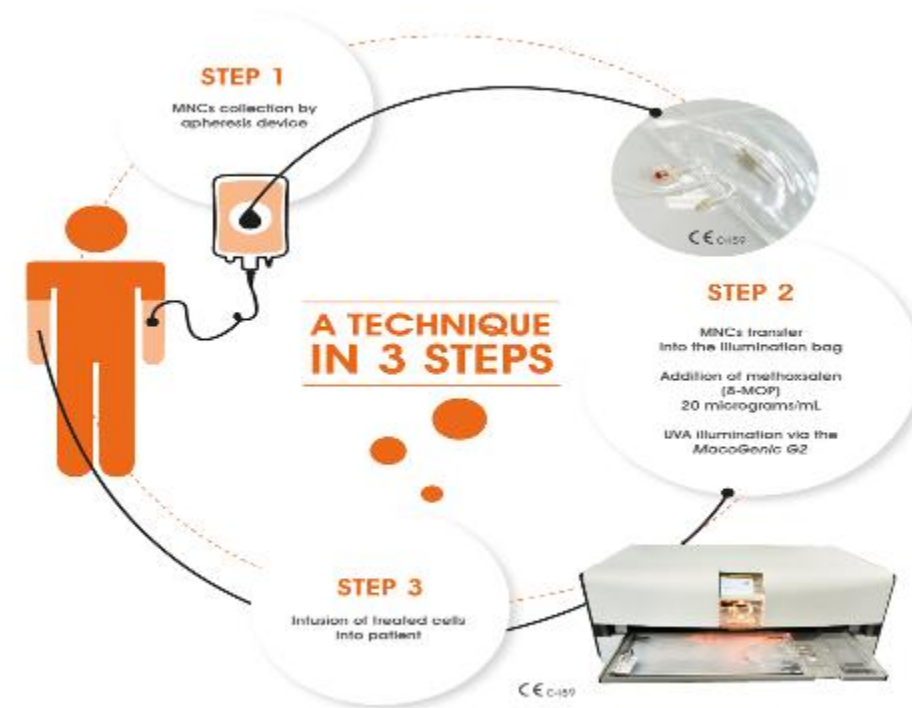 STEP 1
MNCs collection by
apheresis device
CE C-159
STEP 2
MNCs transfer
into the illumination bag
Addition of methoxsalen
(8-MOP)
20 micrograms/mL
UVA illumination via the
MacoGenic G2
A TECHNIQUE
IN 3 STEPS
STEP 3
Infusion of treated cells
into patient
CE C-159